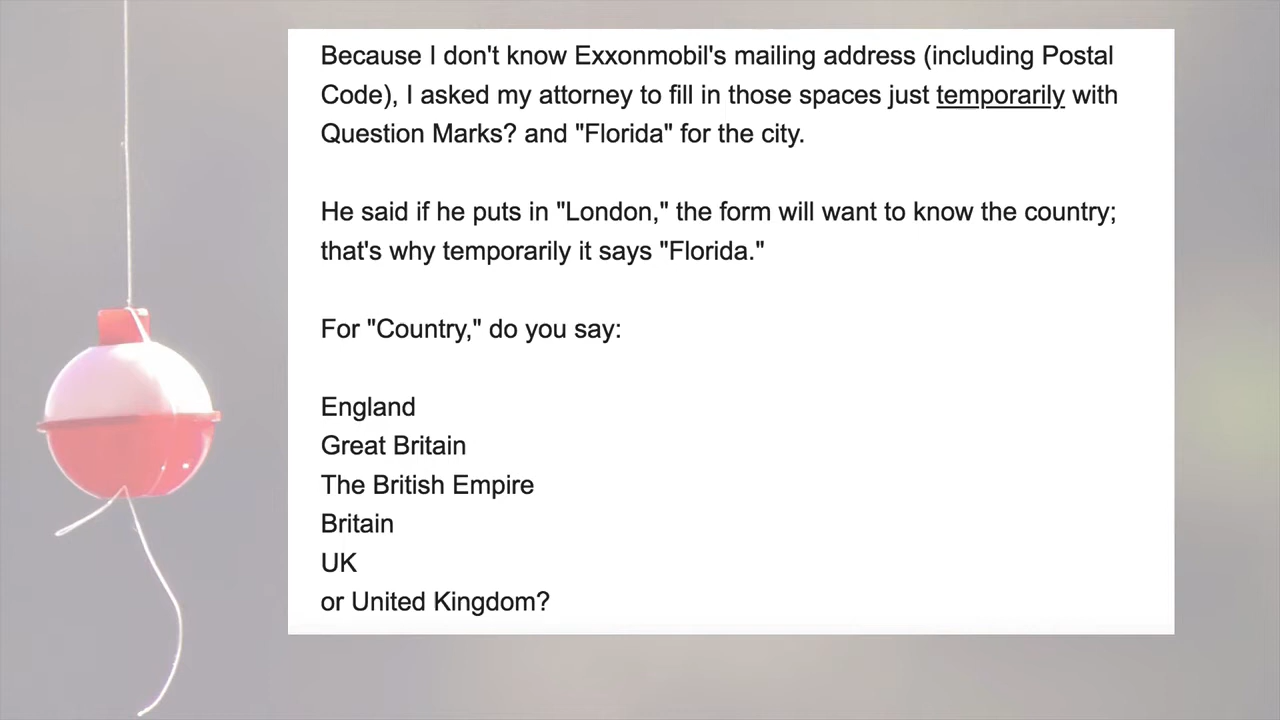 Because I don't know Exxonmobil's mailing address (including Postal
Code), I asked my attorney to fill in those spaces just temporarily with
Question Marks? and "Florida" for the city.
He said if he puts in "London," the form will want to know the country;
that's why temporarily it says "Florida."
For "Country," do you say:
England
Great Britain
The British Empire
Britain
UK
or United Kingdom?